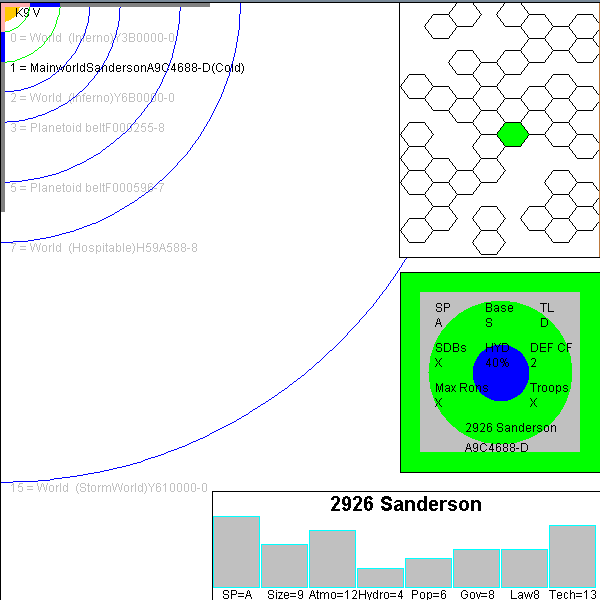 K9 V
0 = World (Inferno)Y3B0000-0
1 = MainworldSandersonA9C4688-D(Cold)
2 = World (Inferno)Y6B0000-0
3 = Planetoid beltF000255-8
5 = Planetoid beltF000596-7
7 = World (Hospitable)H59A588-8
15 = World (StormWorld)Y610000-0
SP Base TL
A S D
SDBs HYD DEF CF
X 40% 2
Max Rons Troops
X X
2926 Sanderson
A9C4688-D
2926 Sanderson
SP=A Size=9 Atmo=12 Hydro=4 Pop=6 Gov=8 Law8 Tech=13